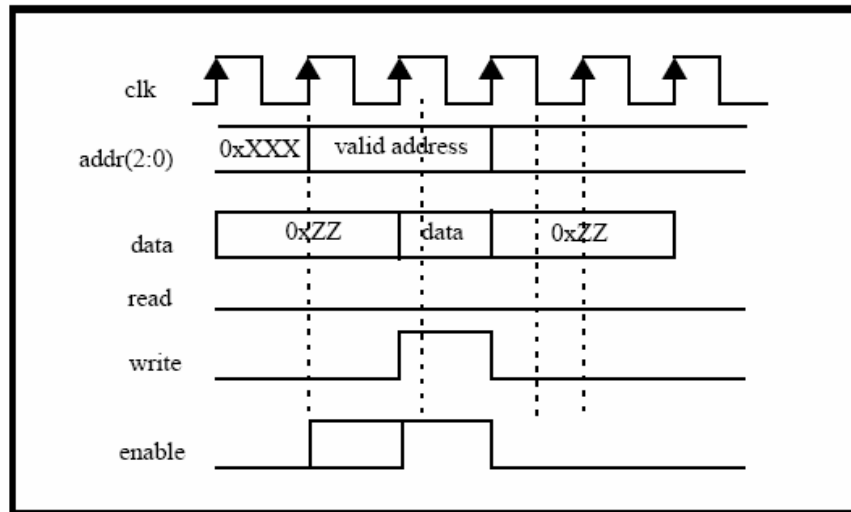 clk
addr(2:0) 0xXXX valid address
data 0xZZ data 0xZZ
read
write
enable